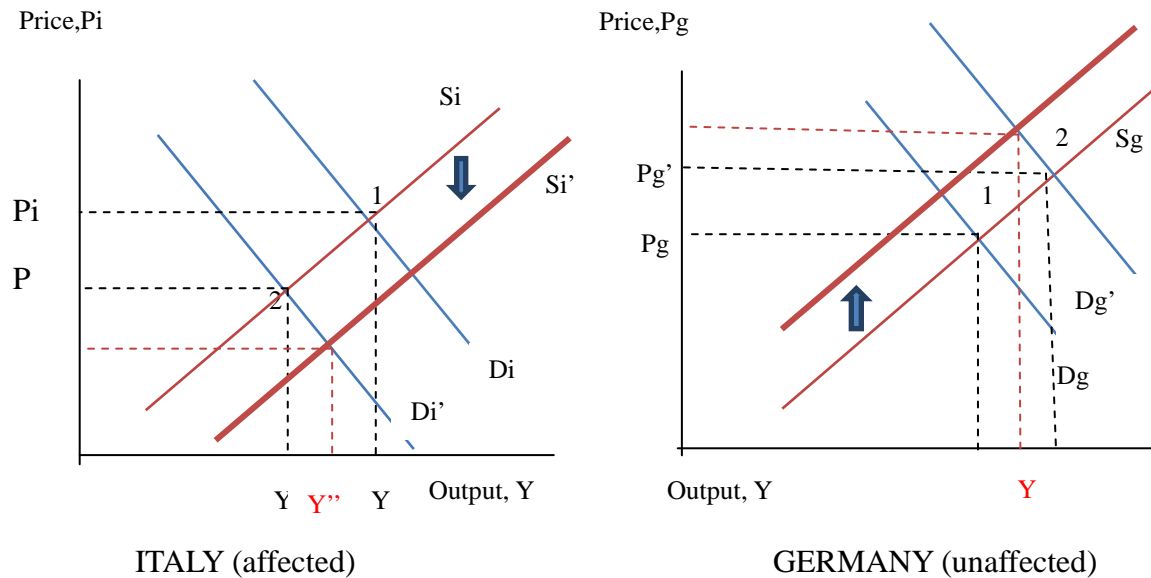 Price,Pi
Si
Si’
1
Pi
P
2
Di
Di’
Y Y’’ Y Output, Y
ITALY (affected)
Price,Pg
2
Sg
Pg’
1
Pg
Dg’
Dg
Output, Y Y
GERMANY (unaffected)